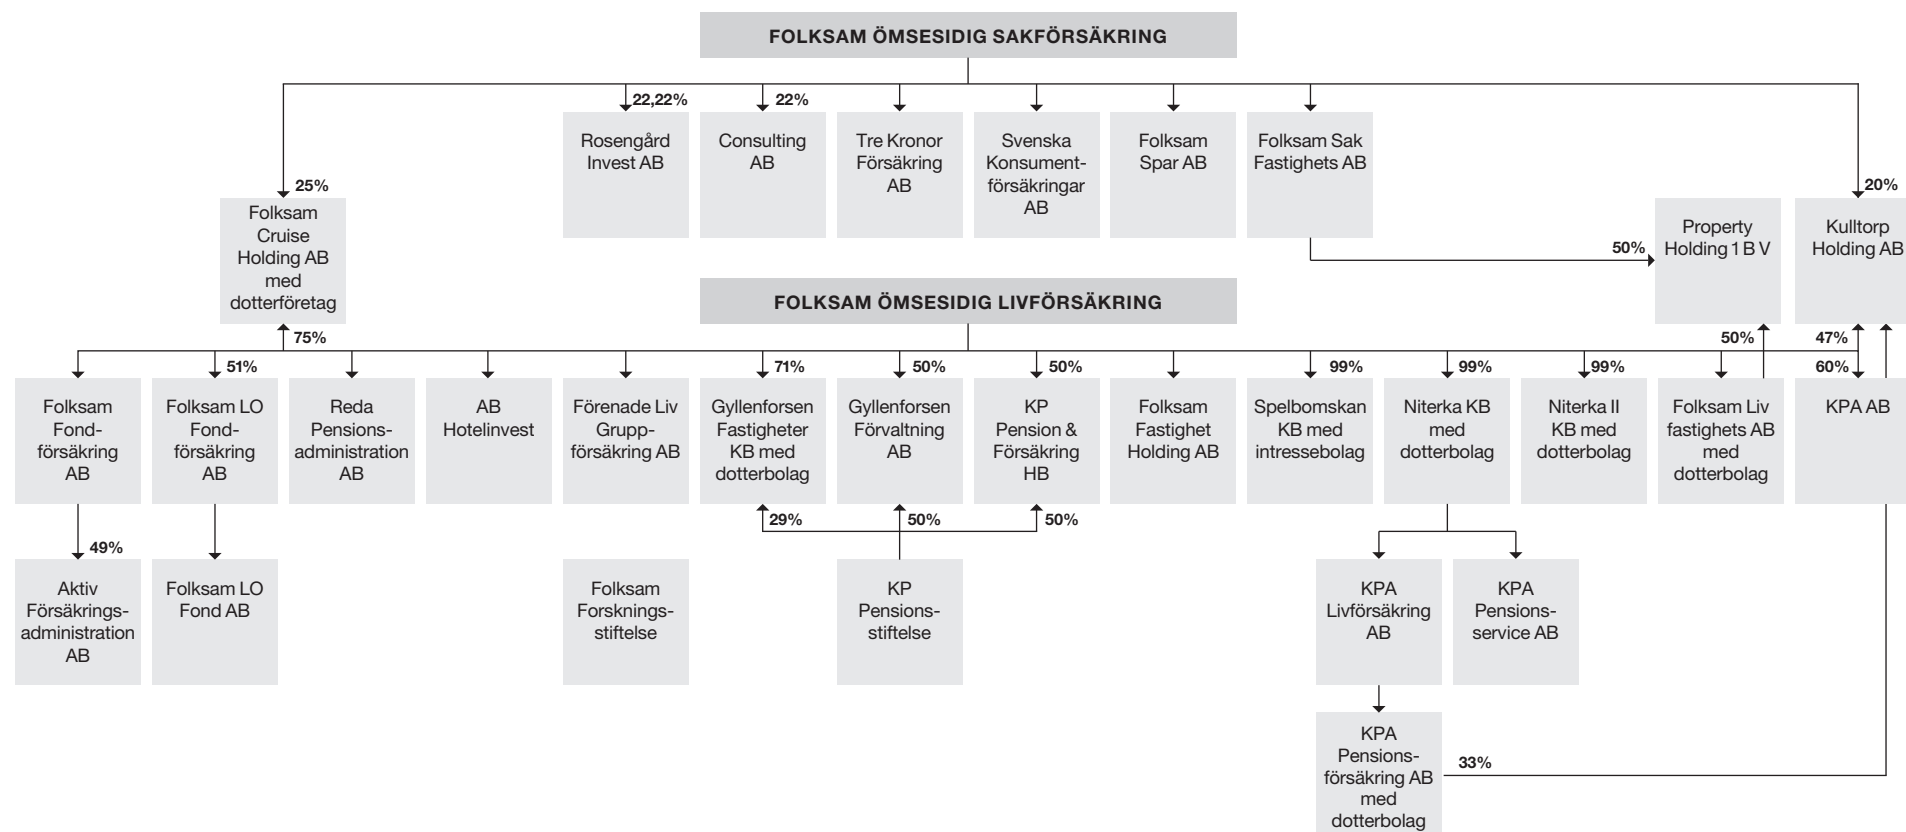 FOLKSAM ÖMSESIDIG SAKFÖRSÄKRING
22,22%
22%
Rosengård
Invest AB
Consulting
AB
Tre Kronor
Försäkring
AB
Svenska
Konsument-
försäkringar
AB
Folksam
Spar AB
Folksam Sak
Fastighets AB
25%
20%
Folksam
Cruise
Holding AB
med
dotterföretag
Property
Holding 1 B V
Kulltorp
Holding AB
50%
FOLKSAM ÖMSESIDIG LIVFÖRSÄKRING
75%
50%
47%
51%
71%
50%
50%
99%
99%
99%
60%
Folksam
Fond-
försäkring
AB
Folksam LO
Fond-
försäkring
AB
Reda
Pensions-
administration
AB
AB
Hotelinvest
Förenade Liv
Grupp-
försäkring AB
Gyllenforsen
Fastigheter
KB med
dotterbolag
Gyllenforsen
Förvaltning
AB
KP
Pension &
Försäkring
HB
Folksam
Fastighet
Holding AB
Spelbomskan
KB med
intressebolag
Niterka KB
med
dotterbolag
Niterka II
KB med
dotterbolag
Folksam Liv
fastighets AB
med
dotterbolag
KPA AB
29%
50%
50%
49%
Aktiv
Försäkrings-
administration
AB
Folksam LO
Fond AB
Folksam
Forsknings-
stiftelse
KP
Pensions-
stiftelse
KPA
Livförsäkring
AB
KPA
Pensions-
service AB
KPA
Pensions-
försäkring AB
med
dotterbolag
33%